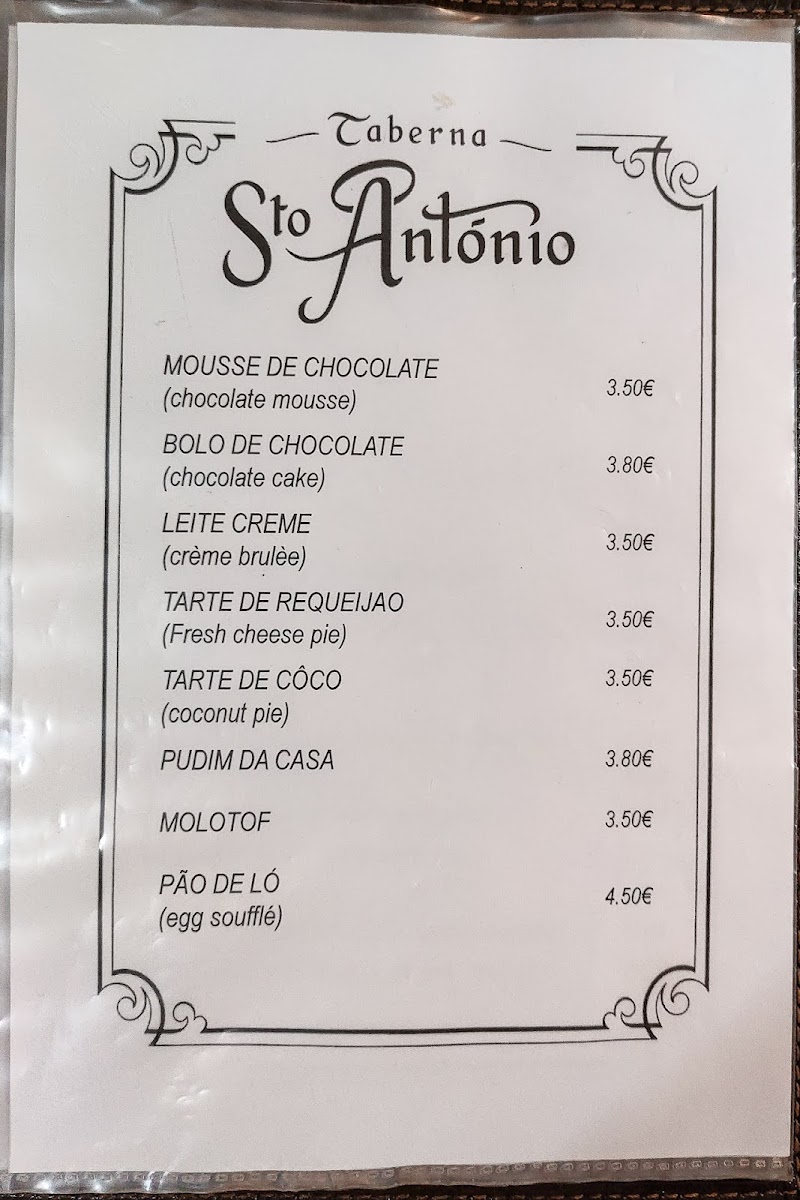 Taberna
Sto António
MOUSSE DE CHOCOLATE
(chocolate mousse)
3.50€
BOLO DE CHOCOLATE
(chocolate cake)
3.80€
LEITE CREME
(crème brulèe)
3.50€
TARTE DE REQUEIJAO
(Fresh cheese pie)
3.50€
TARTE DE CÔCO
(coconut pie)
3.50€
PUDIM DA CASA
3.80€
MOLOTOF
3.50€
PÃO DE LÓ
(egg soufflé)
4.50€